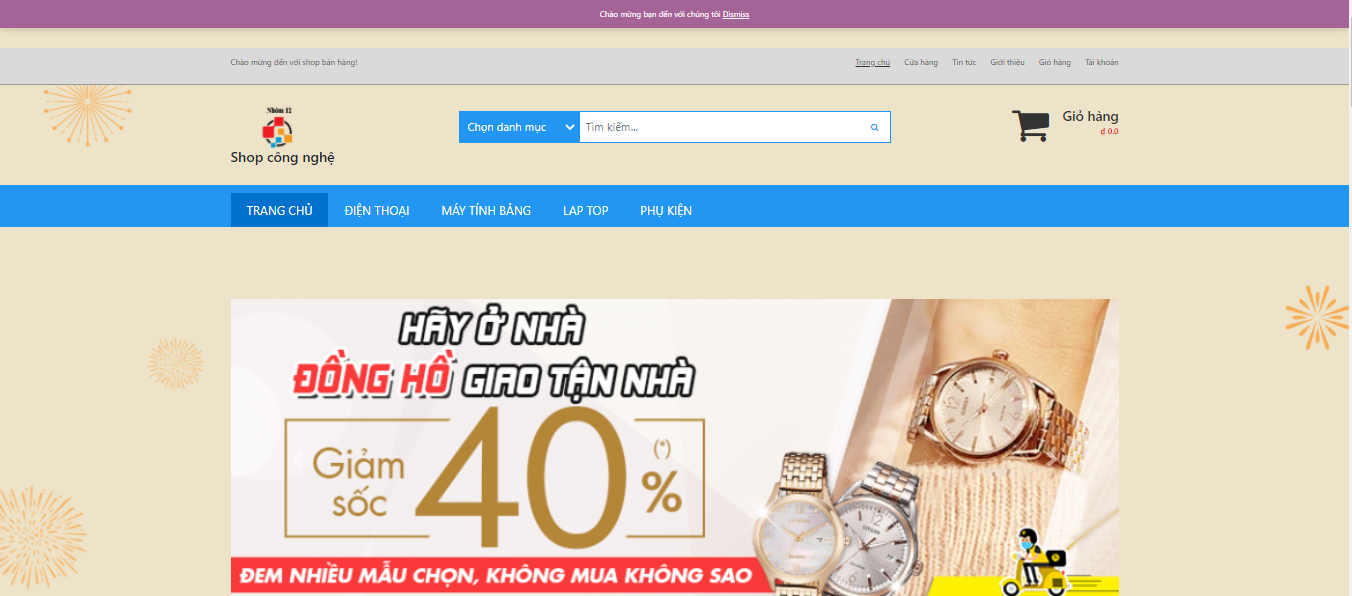 Chào mừng bạn đến với chúng tôi Dismiss
Chào mừng dến với shop bán hàng!
Trang chủ Cửa hàng Tin tức Giới thiệu Giỏ hàng Tài khoản
Nhóm 12
Shop công nghệ
Chọn danh mục
Tìm kiếm...
Giỏ hàng
₫ 0.0
TRANG CHỦ ĐIỆN THOẠI MÁY TÍNH BẢNG LAP TOP PHỤ KIỆN
HÃY Ở NHÀ
ĐỒNG HỒ GIAO TẬN NHÀ
Giảm sốc 40% (*)
ĐEM NHIỀU MẪU CHỌN, KHÔNG MUA KHÔNG SAO